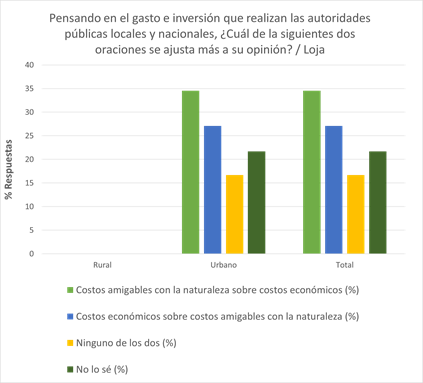 Pensando en el gasto e inversión que realizan las autoridades
públicas locales y nacionales, ¿Cuál de la siguientes dos
oraciones se ajusta más a su opinión? / Loja
% Respuestas
40
35
30
25
20
15
10
5
0
Rural
Urbano
Total
Costos amigables con la naturaleza sobre costos económicos (%)
Costos económicos sobre costos amigables con la naturaleza (%)
Ninguno de los dos (%)
No lo sé (%)